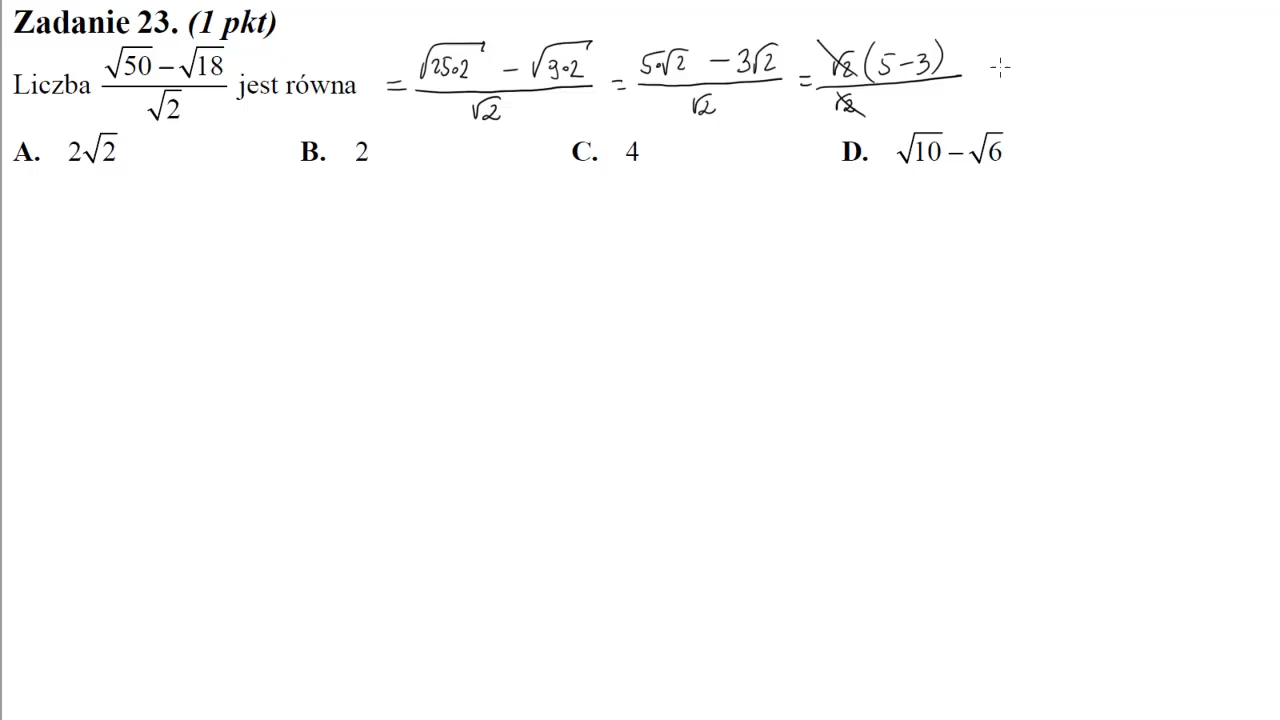 Zadanie 23. (1 pkt)
Liczba (√50 − √18)/√2 jest równa = (√25·2 − √9·2)/√2 = (5·√2 − 3√2)/√2 = √2(5−3)/√2
A. 2√2 B. 2 C. 4 D. √10 − √6